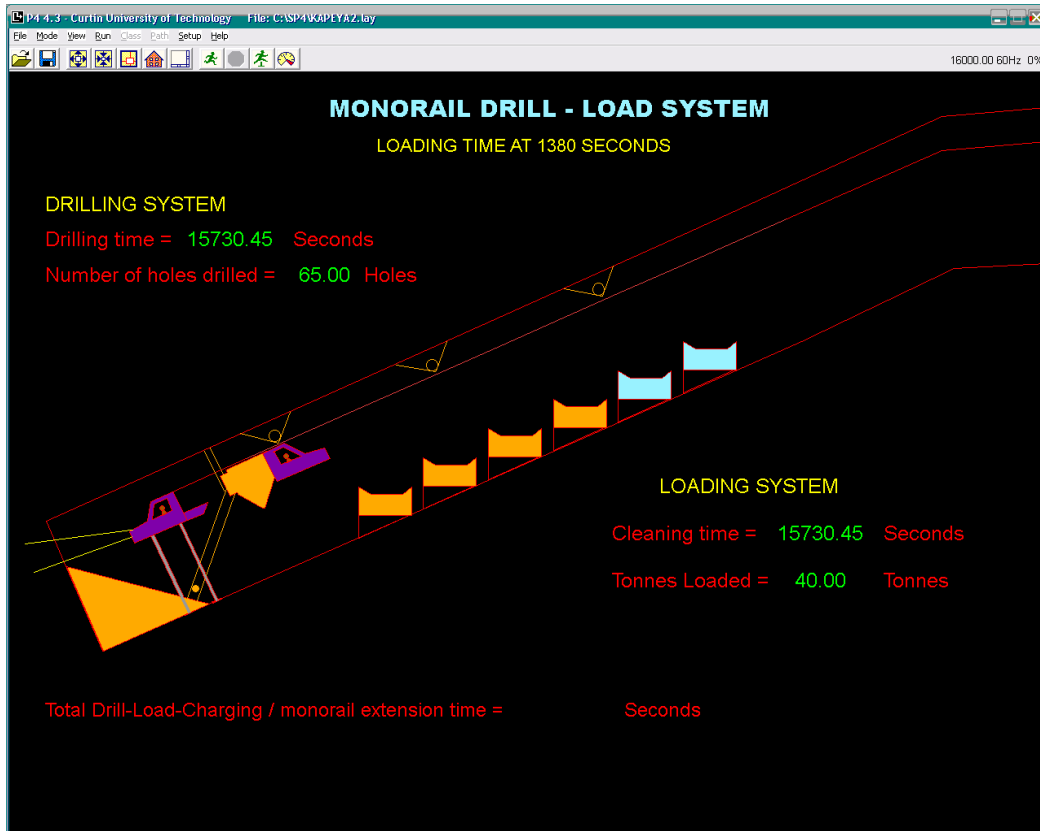 P4 4.3 - Curtin University of Technology File: C:\SP4\KAPEYA2.lay
File Mode View Run Class Path Setup Help
16000.00 60Hz 0%
MONORAIL DRILL - LOAD SYSTEM
LOADING TIME AT 1380 SECONDS
DRILLING SYSTEM
Drilling time = 15730.45 Seconds
Number of holes drilled = 65.00 Holes
LOADING SYSTEM
Cleaning time = 15730.45 Seconds
Tonnes Loaded = 40.00 Tonnes
Total Drill-Load-Charging / monorail extension time = Seconds